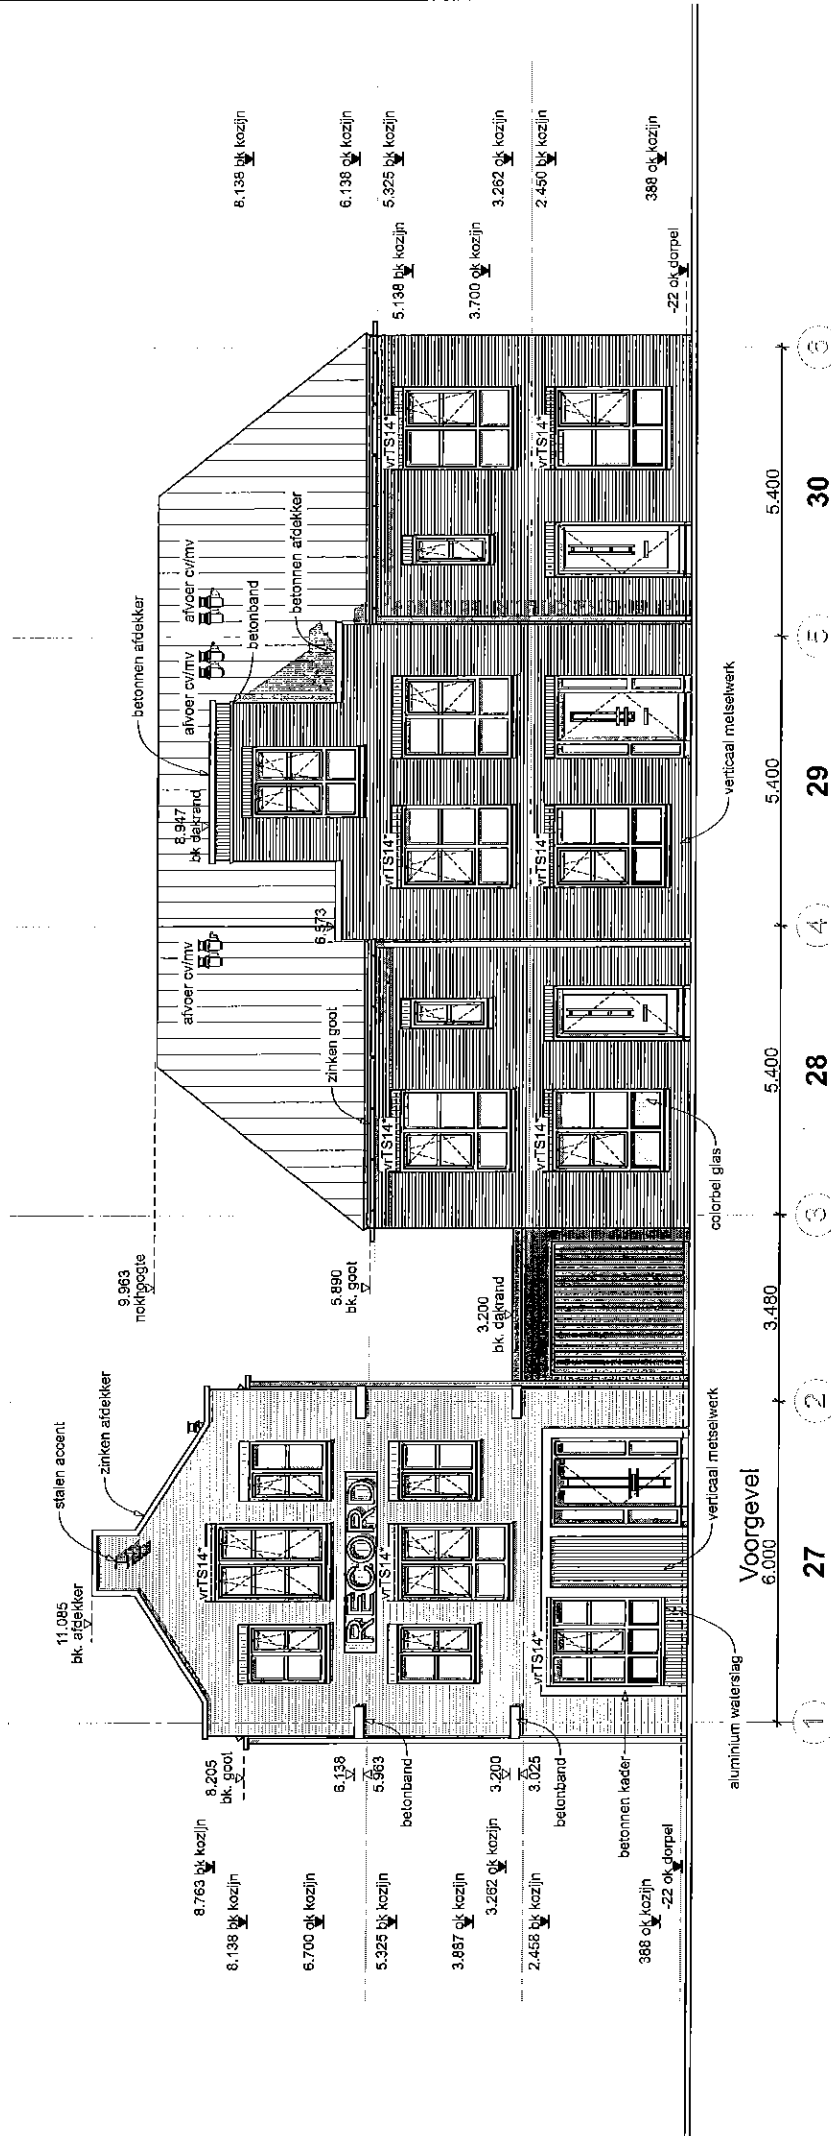 11.085
bk. afdekker
stalen accent
zinken afdekker
8.205
bk. goot
6.138
5.963
betonband
3.200
3.025
betonband
betonnen kader
aluminium waterslag
verticaal metselwerk
8.763 bk kozijn
8.138 bk kozijn
6.700 ok kozijn
5.325 bk kozijn
3.887 ok kozijn
3.262 ok kozijn
2.458 bk kozijn
388 ok kozijn
-22 ok dorpel
vrTS14*
RECORD
vrTS14*
vrTS14*
9.963
nokhoogte
5.890
bk. goot
3.200
bk. dakrand
zinken goot
afvoer cv/mv
6.573
8.947
bk dakrand
betonnen afdekker
afvoer cv/mv
afvoer cv/mv
betonband
betonnen afdekker
vrTS14*
vrTS14*
vrTS14*
vrTS14*
vrTS14*
vrTS14*
colorbel glas
verticaal metselwerk
8.138 bk kozijn
6.138 ok kozijn
5.325 bk kozijn
5.138 bk kozijn
3.700 ok kozijn
3.262 ok kozijn
2.450 bk kozijn
388 ok kozijn
-22 ok dorpel
Voorgevel
6.000
3.480
5.400
5.400
5.400
1
27
2
3
28
4
29
5
30
6